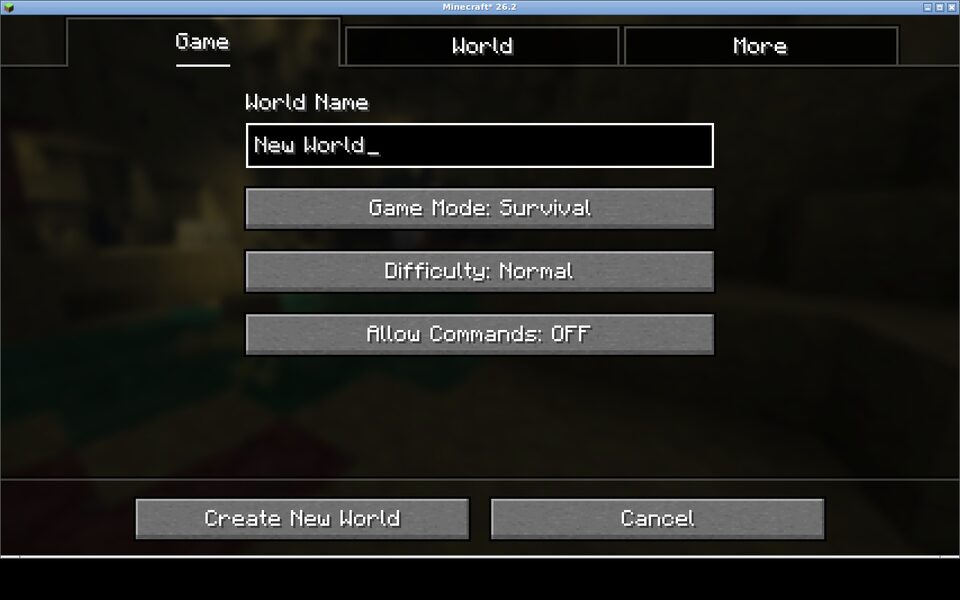 Minecraft* 26.2
Game
World
More
World Name
New World_
Game Mode: Survival
Difficulty: Normal
Allow Commands: OFF
Create New World
Cancel